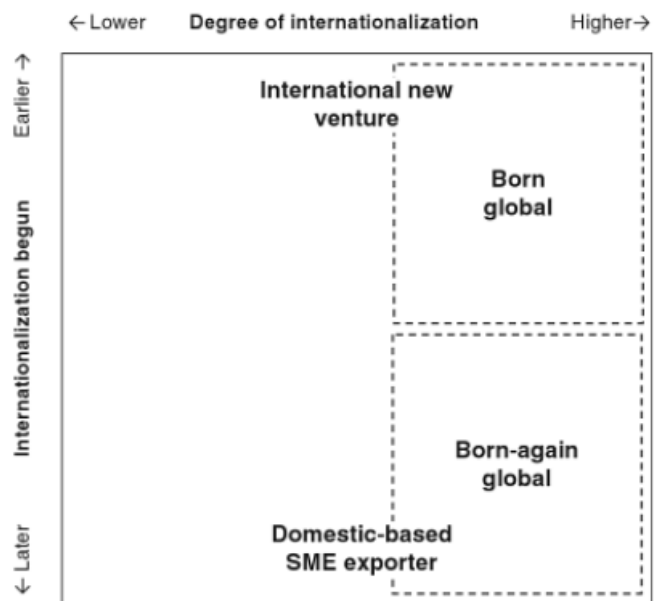 ← Lower Degree of internationalization Higher→
← Later Internationalization begun Earlier →
International new
venture
Born
global
Born-again
global
Domestic-based
SME exporter